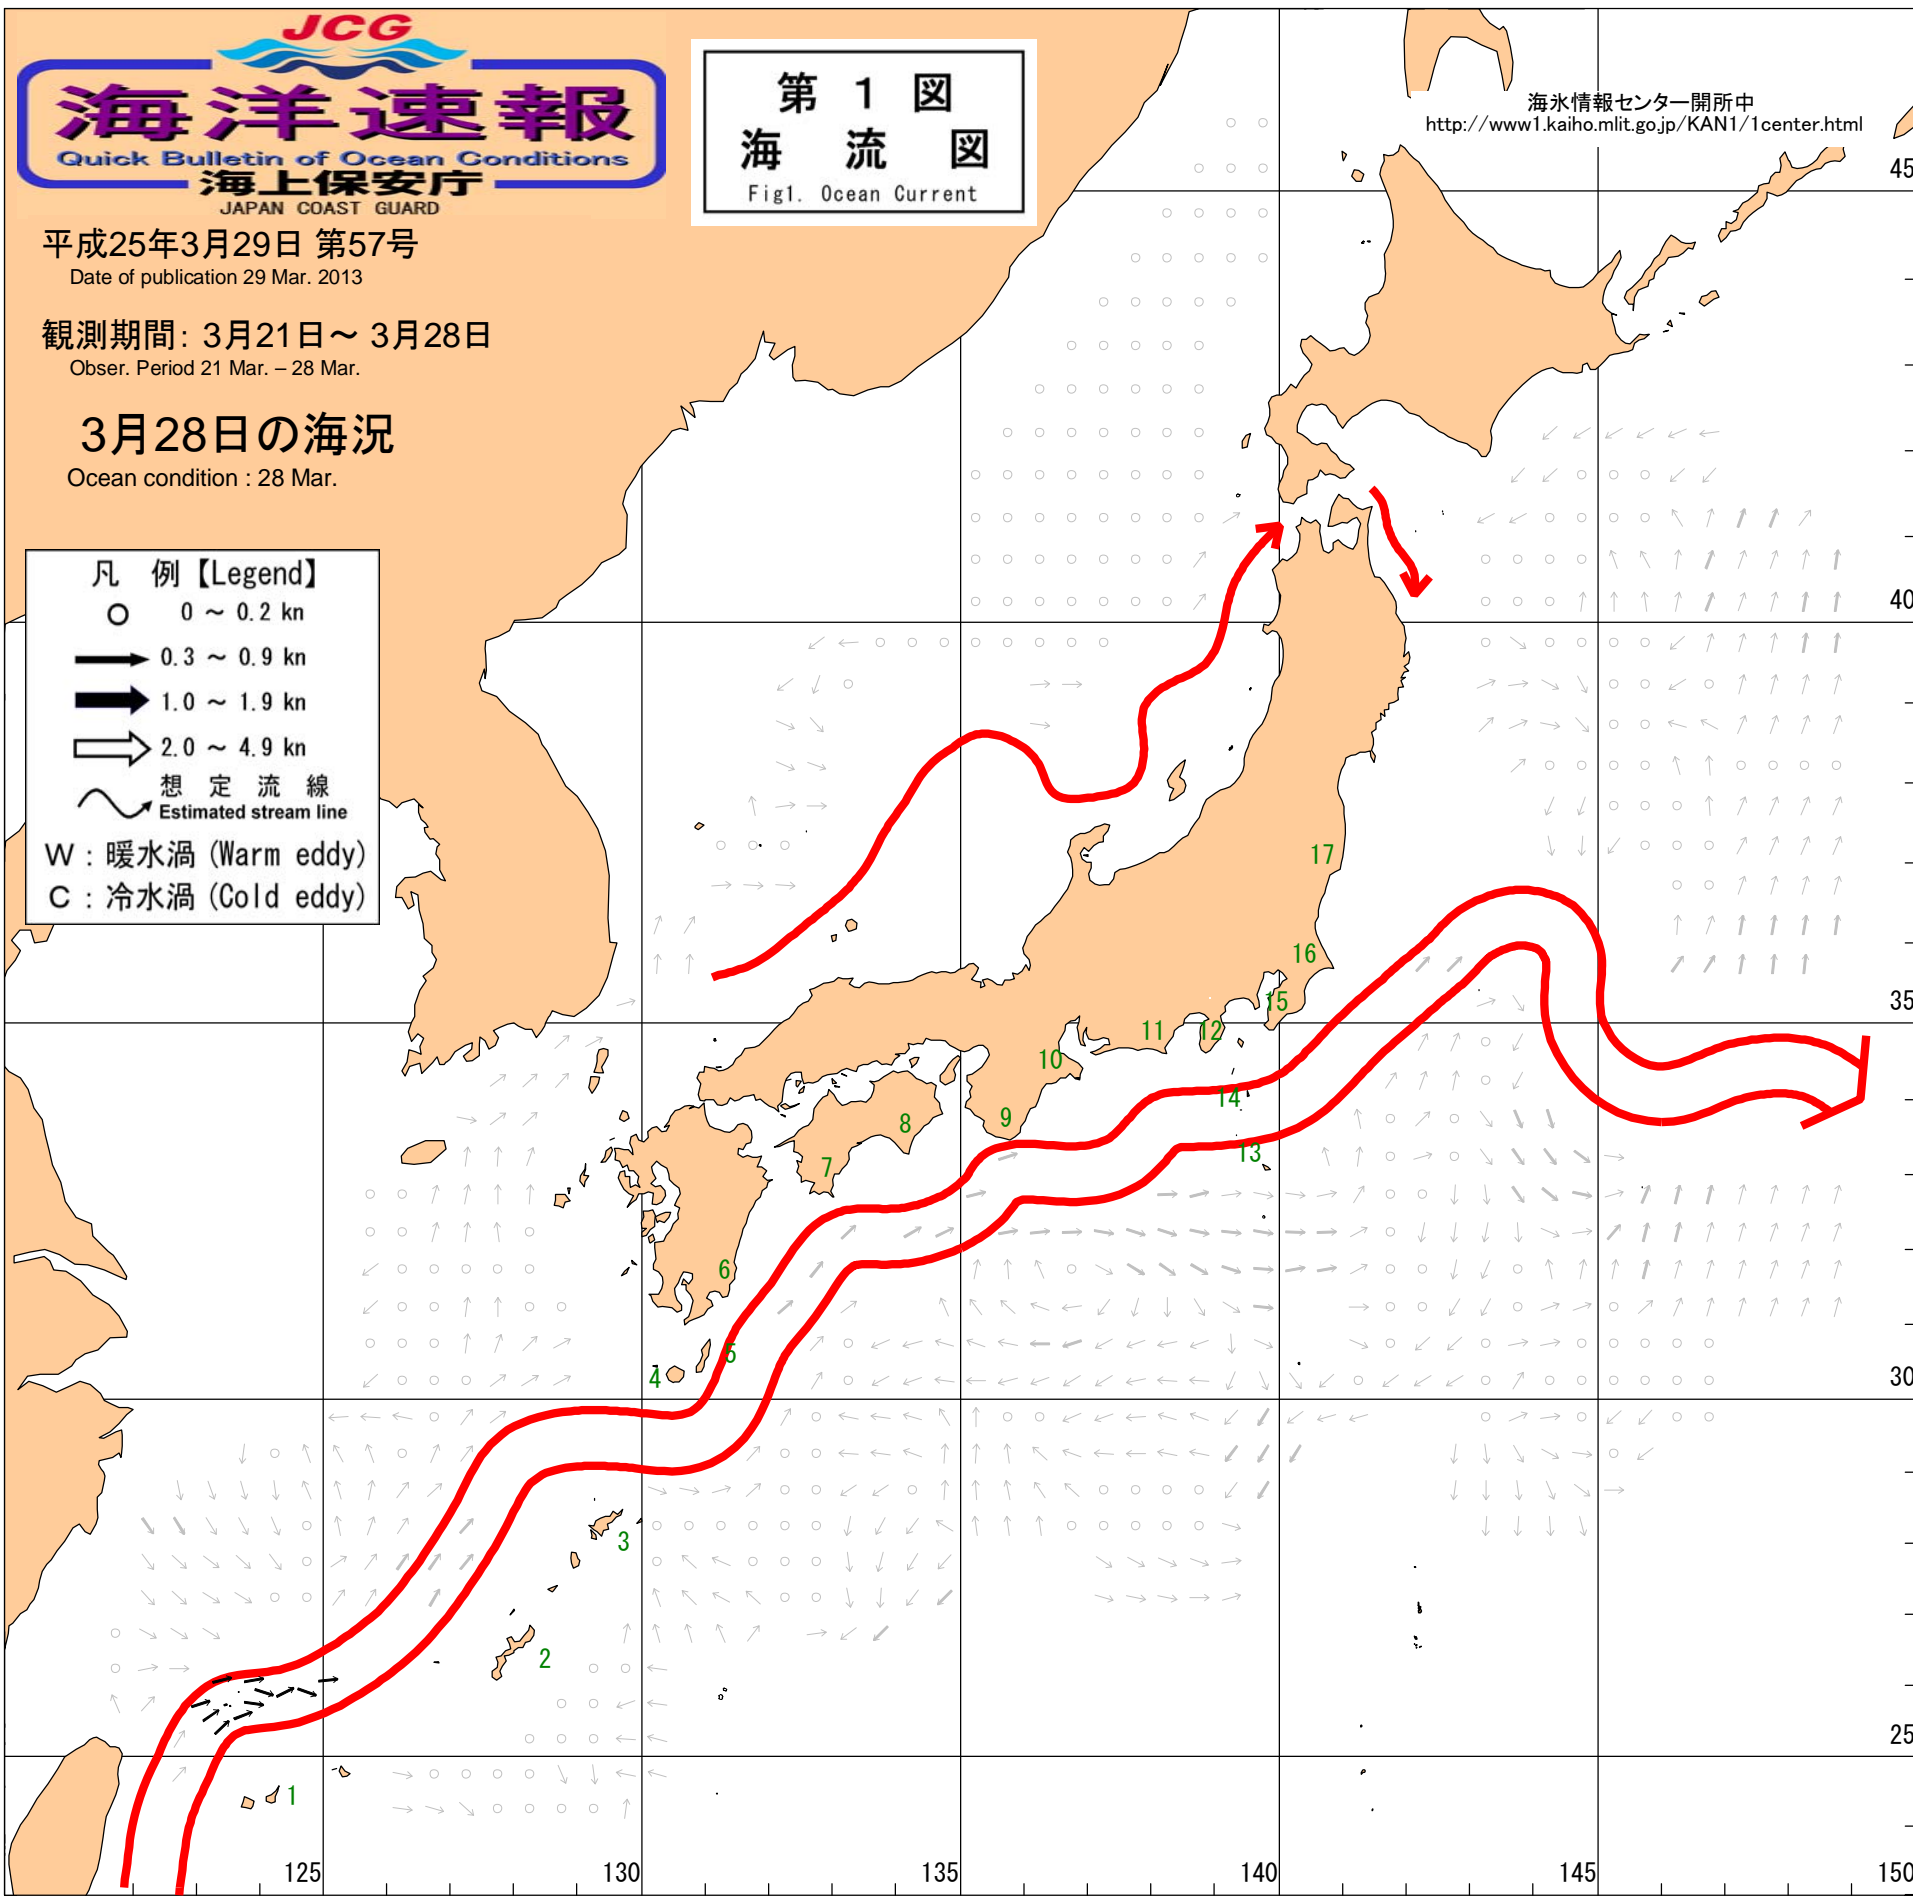 JCG
海洋速報
Quick Bulletin of Ocean Conditions
海上保安庁
JAPAN COAST GUARD
第 1 図
海 流 図
Fig1. Ocean Current
海氷情報センター開所中
http://www1.kaiho.mlit.go.jp/KAN1/1center.html
平成25年3月29日 第57号
Date of publication 29 Mar. 2013
観測期間: 3月21日～ 3月28日
Obser. Period 21 Mar. – 28 Mar.
3月28日の海況
Ocean condition : 28 Mar.
凡 例【Legend】
0 ～ 0.2 kn
0.3 ～ 0.9 kn
1.0 ～ 1.9 kn
2.0 ～ 4.9 kn
想 定 流 線
Estimated stream line
W : 暖水渦 (Warm eddy)
C : 冷水渦 (Cold eddy)
45
40
35
30
25
17
16
15
12
11
10
14
13
9
8
7
6
5
4
3
2
1
125
130
135
140
145
150